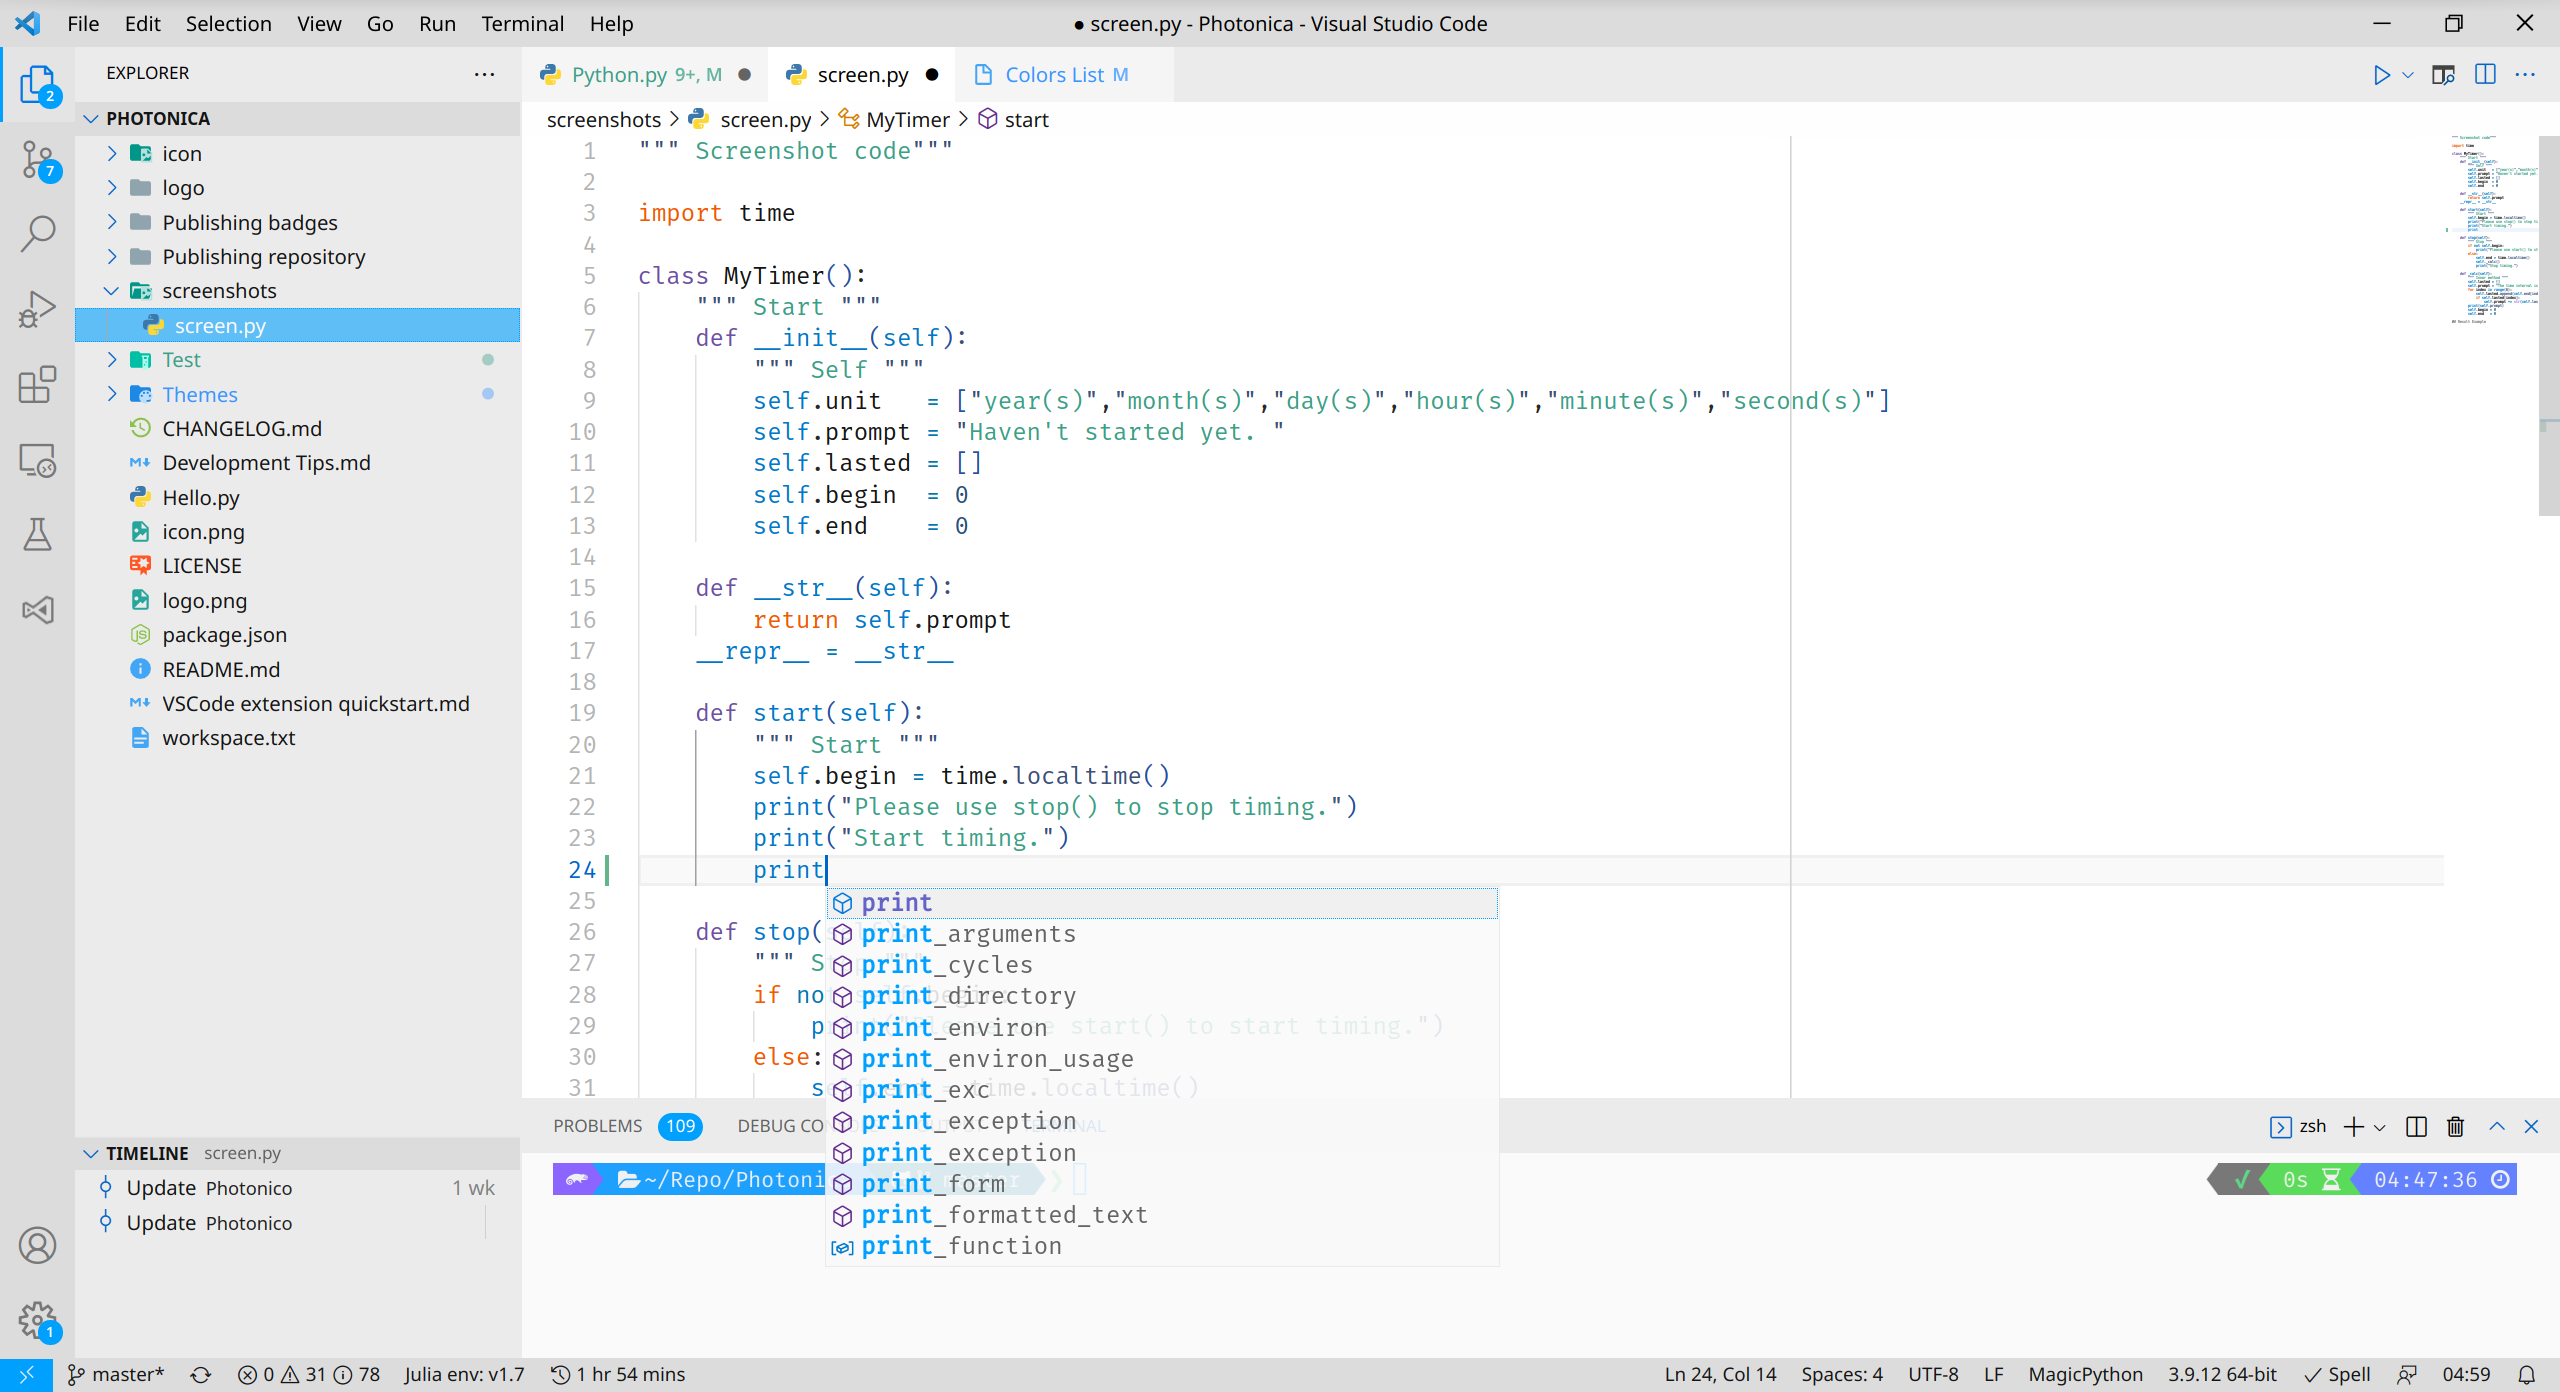 File Edit Selection View Go Run Terminal Help
● screen.py - Photonica - Visual Studio Code
EXPLORER
Python.py 9+, M
screen.py
Colors List M
screenshots > screen.py > MyTimer > start
PHOTONICA
icon
logo
Publishing badges
Publishing repository
screenshots
screen.py
Test
Themes
CHANGELOG.md
Development Tips.md
Hello.py
icon.png
LICENSE
logo.png
package.json
README.md
VSCode extension quickstart.md
workspace.txt
TIMELINE screen.py
Update Photonico 1 wk
Update Photonico
2
7
1
1 """ Screenshot code"""
2
3 import time
4
5 class MyTimer():
6 """ Start """
7 def __init__(self):
8 """ Self """
9 self.unit = ["year(s)","month(s)","day(s)","hour(s)","minute(s)","second(s)"]
10 self.prompt = "Haven't started yet. "
11 self.lasted = []
12 self.begin = 0
13 self.end = 0
14
15 def __str__(self):
16 return self.prompt
17 __repr__ = __str__
18
19 def start(self):
20 """ Start """
21 self.begin = time.localtime()
22 print("Please use stop() to stop timing.")
23 print("Start timing.")
24 print
25
26 def stop(
27 """ S
28 if no
29 p start() to start timing.")
30 else:
31 s = time.localtime()
print
print_arguments
print_cycles
print_directory
print_environ
print_environ_usage
print_exc
print_exception
print_exception
print_form
print_formatted_text
print_function
PROBLEMS 109 DEBUG CO
zsh
~/Repo/Photoni
✓ 0s 04:47:36
master* 0 31 78 Julia env: v1.7 1 hr 54 mins
Ln 24, Col 14 Spaces: 4 UTF-8 LF MagicPython 3.9.12 64-bit ✓ Spell 04:59